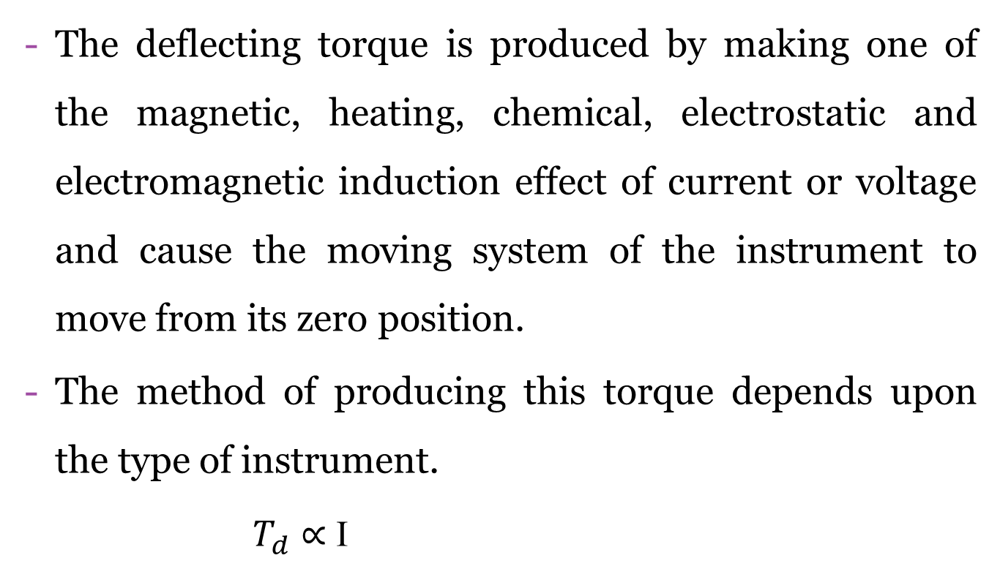 - The deflecting torque is produced by making one of
the magnetic, heating, chemical, electrostatic and
electromagnetic induction effect of current or voltage
and cause the moving system of the instrument to
move from its zero position.
- The method of producing this torque depends upon
the type of instrument.
T_d ∝ I